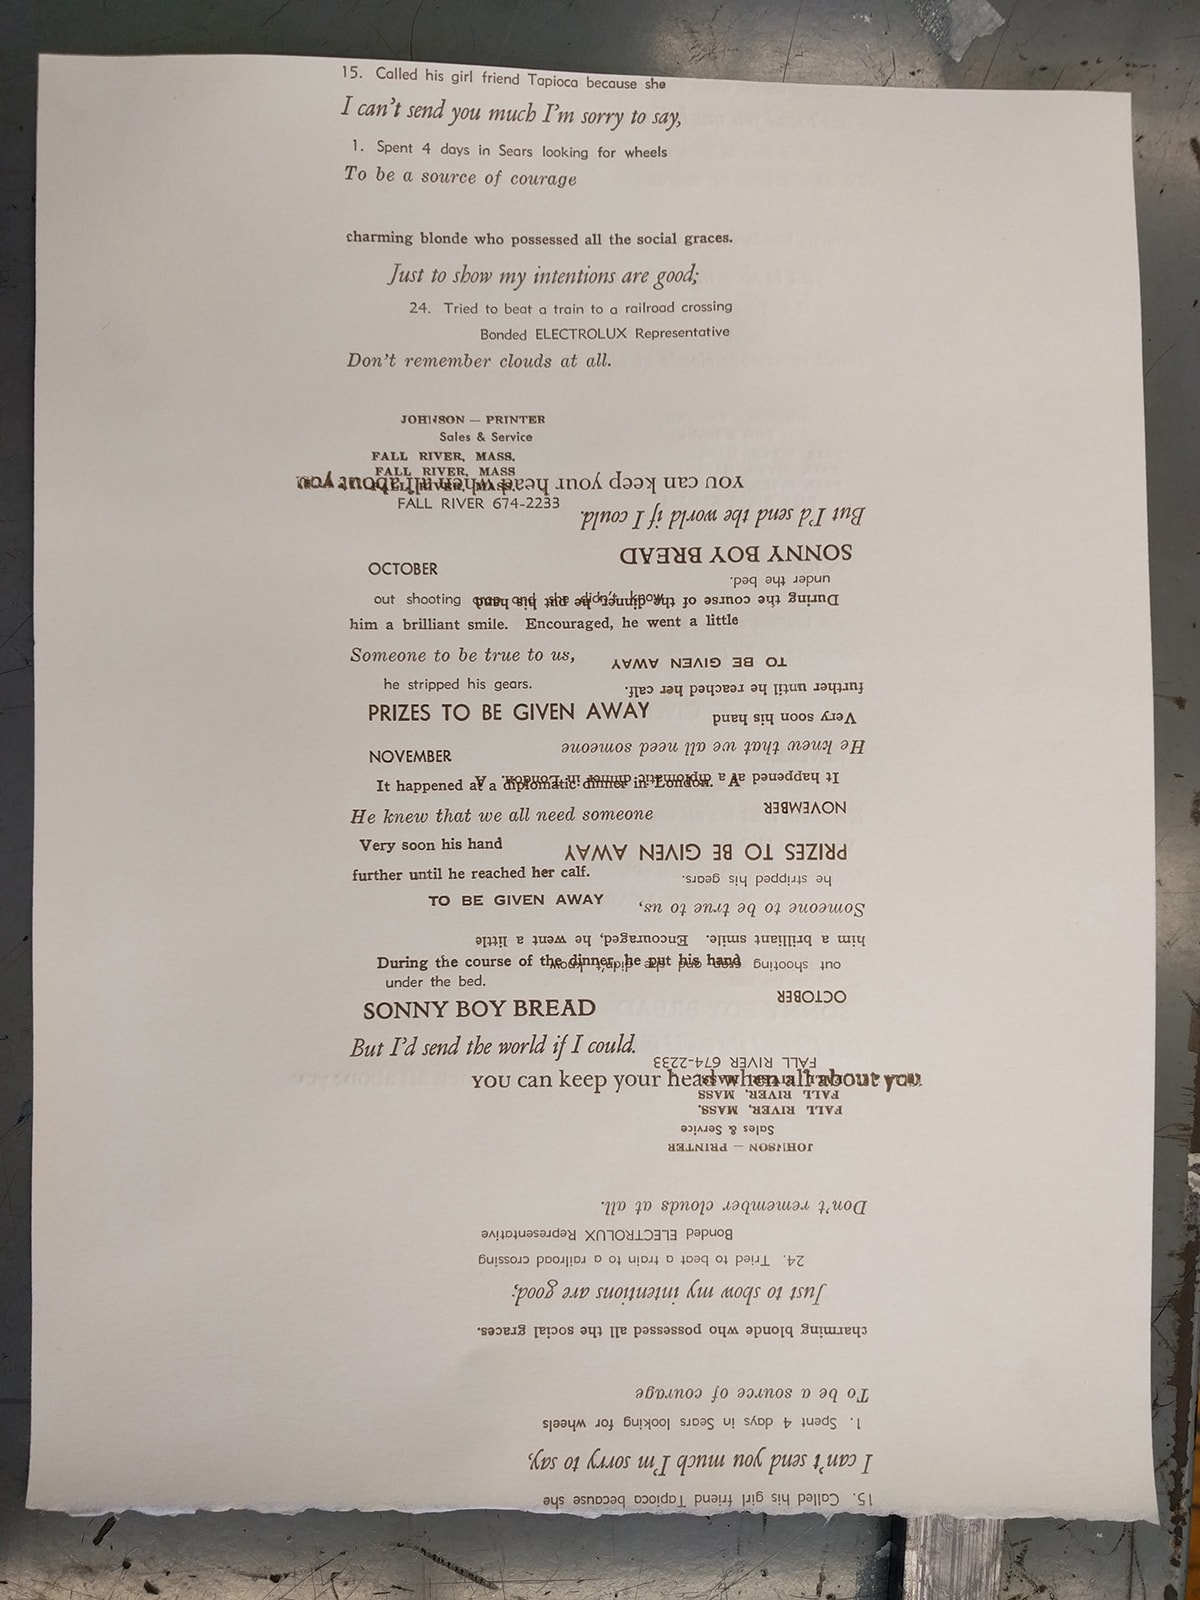 15. Called his girl friend Tapioca because she
I can't send you much I'm sorry to say,
1. Spent 4 days in Sears looking for wheels
To be a source of courage
charming blonde who possessed all the social graces.
Just to show my intentions are good;
24. Tried to beat a train to a railroad crossing
Bonded ELECTROLUX Representative
Don't remember clouds at all.
JOHNSON — PRINTER
Sales & Service
FALL RIVER, MASS.
FALL RIVER, MASS
FALL RIVER, MASS.
YOU can keep your head when all about you
FALL RIVER 674-2233
But I'd send the world if I could.
SONNY BOY BREAD
OCTOBER
under the bed.
out shooting craps and she didn't know
During the course of the dinner, he put his hand
him a brilliant smile. Encouraged, he went a little
Someone to be true to us,
TO BE GIVEN AWAY
he stripped his gears.
further until he reached her calf.
PRIZES TO BE GIVEN AWAY
Very soon his hand
He knew that we all need someone
NOVEMBER
It happened at a diplomatic dinner in London. A
It happened at a diplomatic dinner in London. A
He knew that we all need someone
NOVEMBER
Very soon his hand
PRIZES TO BE GIVEN AWAY
further until he reached her calf.
he stripped his gears.
TO BE GIVEN AWAY
Someone to be true to us,
him a brilliant smile. Encouraged, he went a little
During the course of the dinner, he put his hand
out shooting craps and she didn't know
under the bed.
OCTOBER
SONNY BOY BREAD
But I'd send the world if I could.
FALL RIVER 674-2233
YOU can keep your head when all about you
FALL RIVER, MASS.
FALL RIVER, MASS
FALL RIVER, MASS.
Sales & Service
JOHNSON — PRINTER
Don't remember clouds at all.
Bonded ELECTROLUX Representative
24. Tried to beat a train to a railroad crossing
Just to show my intentions are good;
charming blonde who possessed all the social graces.
To be a source of courage
1. Spent 4 days in Sears looking for wheels
I can't send you much I'm sorry to say,
15. Called his girl friend Tapioca because she